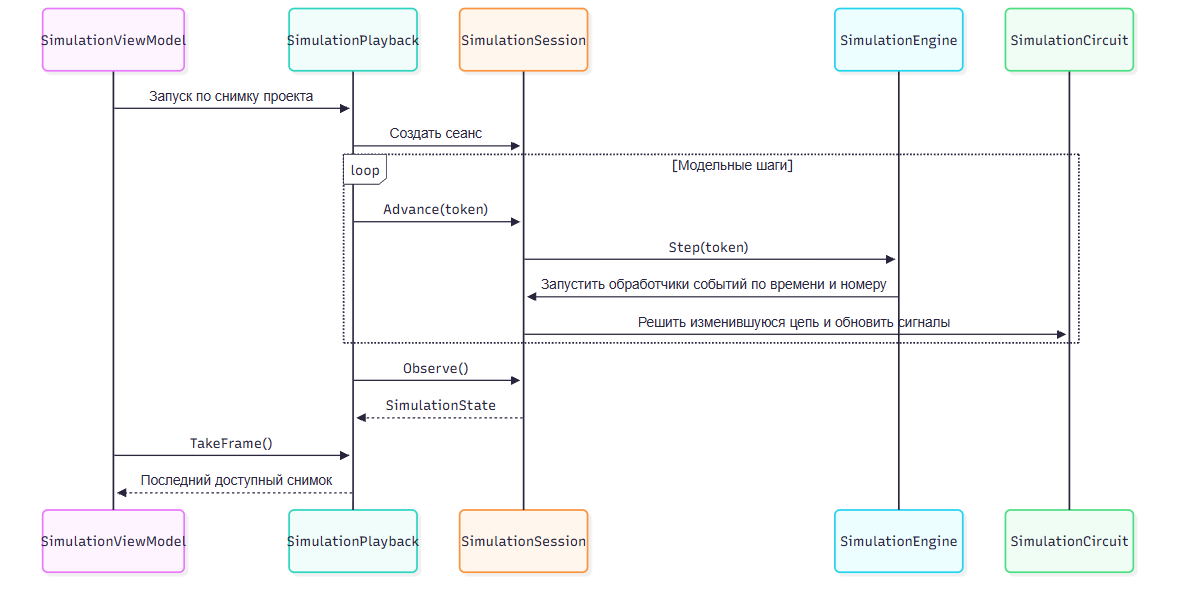 SimulationViewModel
SimulationPlayback
SimulationSession
SimulationEngine
SimulationCircuit
Запуск по снимку проекта
Создать сеанс
loop
[Модельные шаги]
Advance(token)
Step(token)
Запустить обработчики событий по времени и номеру
Решить изменившуюся цепь и обновить сигналы
Observe()
SimulationState
TakeFrame()
Последний доступный снимок
SimulationViewModel
SimulationPlayback
SimulationSession
SimulationEngine
SimulationCircuit